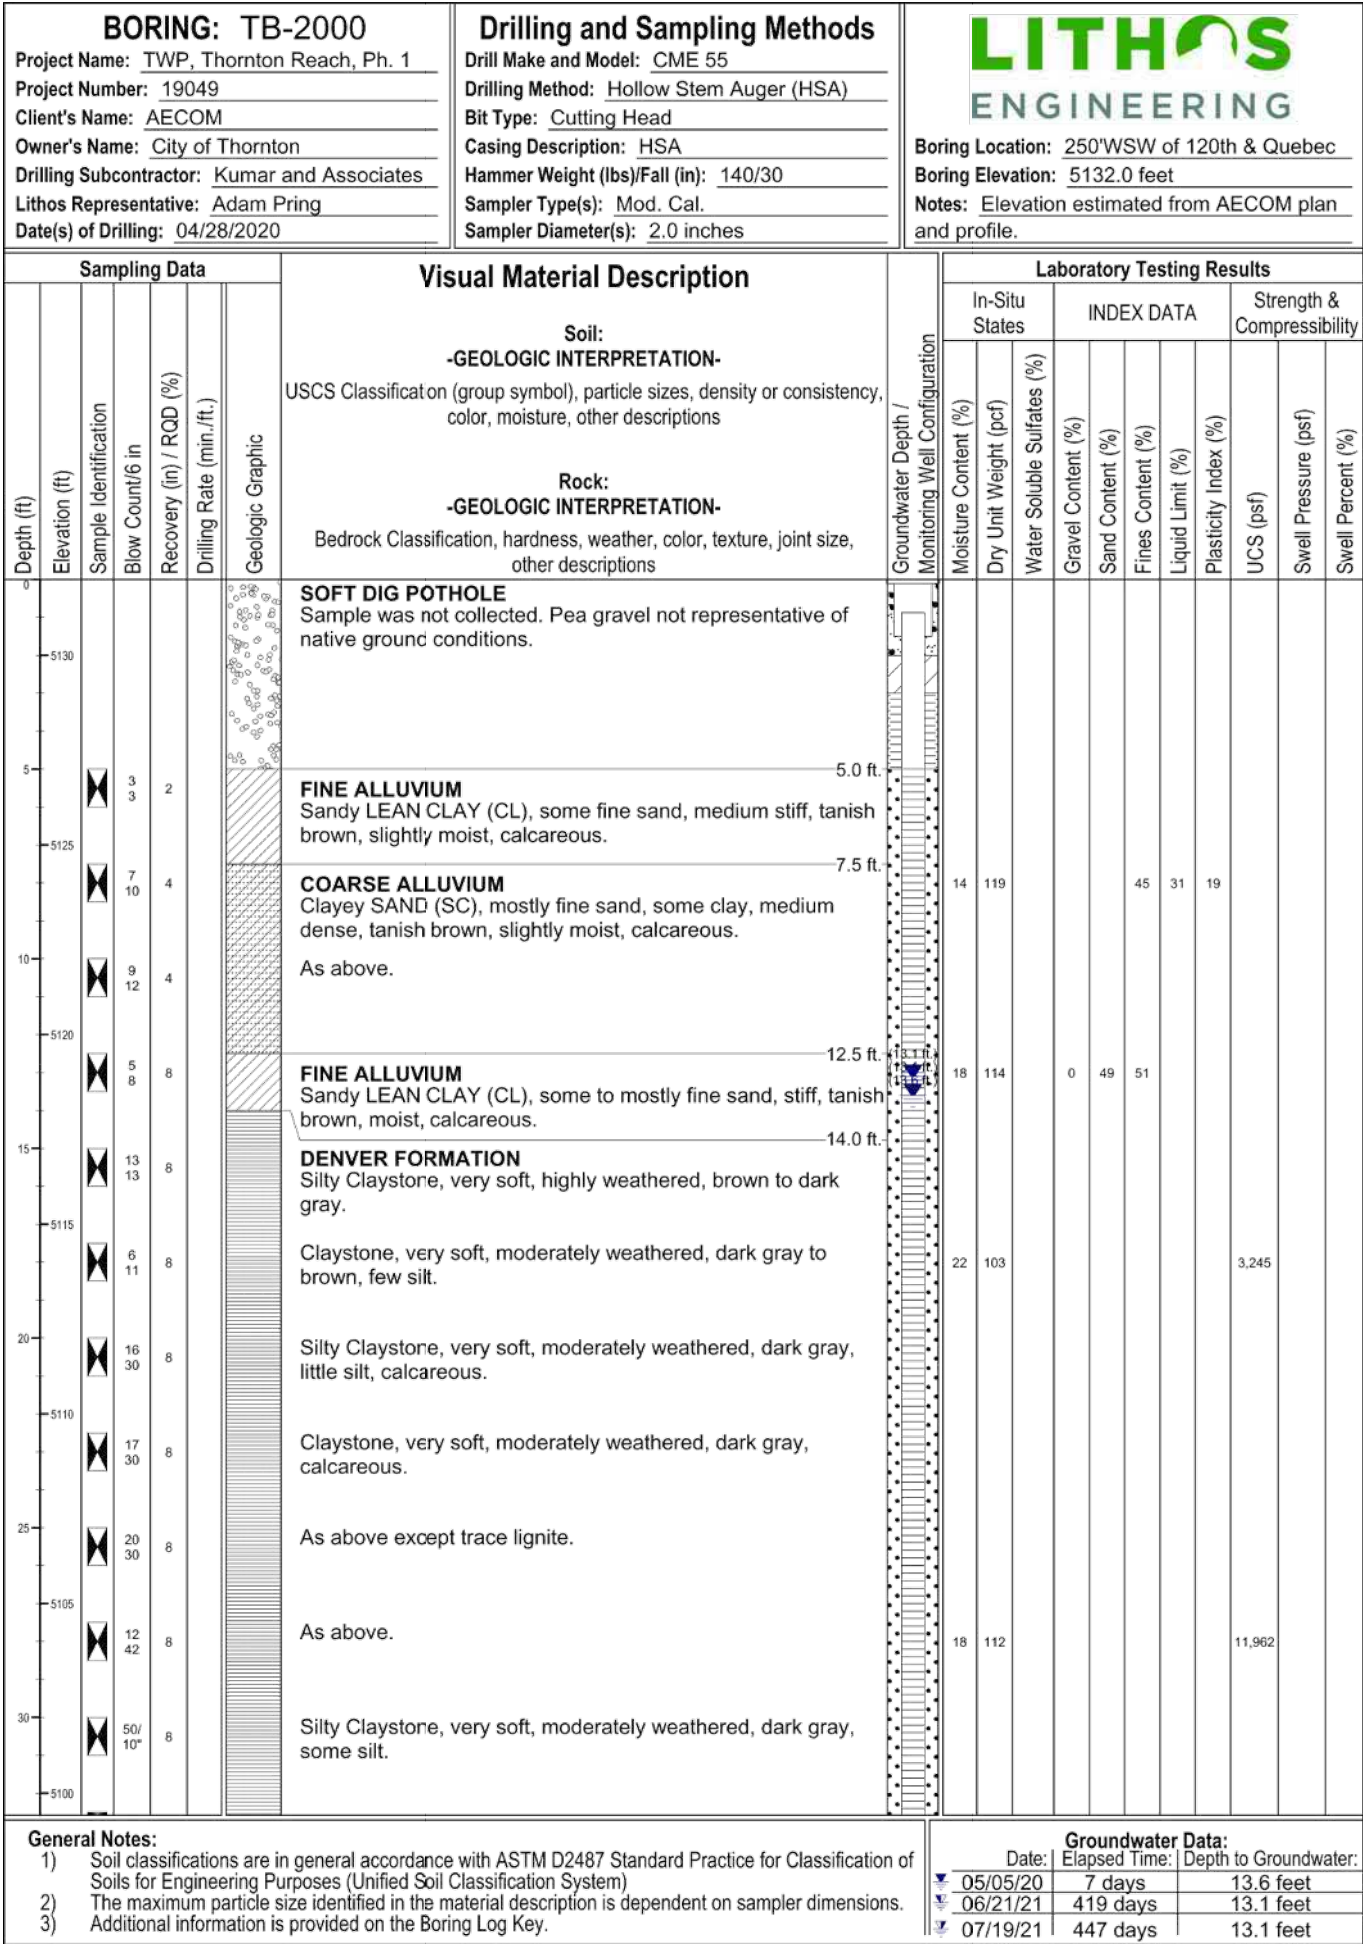 BORING: TB-2000
Project Name: TWP, Thornton Reach, Ph. 1
Project Number: 19049
Client's Name: AECOM
Owner's Name: City of Thornton
Drilling Subcontractor: Kumar and Associates
Lithos Representative: Adam Pring
Date(s) of Drilling: 04/28/2020
Drilling and Sampling Methods
Drill Make and Model: CME 55
Drilling Method: Hollow Stem Auger (HSA)
Bit Type: Cutting Head
Casing Description: HSA
Hammer Weight (lbs)/Fall (in): 140/30
Sampler Type(s): Mod. Cal.
Sampler Diameter(s): 2.0 inches
LITHOS
ENGINEERING
Boring Location: 250'WSW of 120th & Quebec
Boring Elevation: 5132.0 feet
Notes: Elevation estimated from AECOM plan
and profile.
Sampling Data
Depth (ft)
Elevation (ft)
Sample Identification
Blow Count/6 in
Recovery (in) / RQD (%)
Drilling Rate (min./ft.)
Geologic Graphic
Visual Material Description
Soil:
-GEOLOGIC INTERPRETATION-
USCS Classification (group symbol), particle sizes, density or consistency,
color, moisture, other descriptions
Rock:
-GEOLOGIC INTERPRETATION-
Bedrock Classification, hardness, weather, color, texture, joint size,
other descriptions
Groundwater Depth /
Monitoring Well Configuration
Laboratory Testing Results
In-Situ
States
INDEX DATA
Strength &
Compressibility
Moisture Content (%)
Dry Unit Weight (pcf)
Water Soluble Sulfates (%)
Gravel Content (%)
Sand Content (%)
Fines Content (%)
Liquid Limit (%)
Plasticity Index (%)
UCS (psf)
Swell Pressure (psf)
Swell Percent (%)
0
SOFT DIG POTHOLE
Sample was not collected. Pea gravel not representative of
native ground conditions.
5130
5
5.0 ft.
3
3
2
FINE ALLUVIUM
Sandy LEAN CLAY (CL), some fine sand, medium stiff, tanish
brown, slightly moist, calcareous.
5125
7.5 ft.
7
10
4
COARSE ALLUVIUM
Clayey SAND (SC), mostly fine sand, some clay, medium
dense, tanish brown, slightly moist, calcareous.
14 119 45 31 19
10
9
12
4
As above.
5120
12.5 ft.
(13.1 ft.)
(13.6 ft.)
5
8
8
FINE ALLUVIUM
Sandy LEAN CLAY (CL), some to mostly fine sand, stiff, tanish
brown, moist, calcareous.
18 114 0 49 51
14.0 ft.
15
13
13
8
DENVER FORMATION
Silty Claystone, very soft, highly weathered, brown to dark
gray.
5115
6
11
8
Claystone, very soft, moderately weathered, dark gray to
brown, few silt.
22 103 3,245
20
16
30
8
Silty Claystone, very soft, moderately weathered, dark gray,
little silt, calcareous.
5110
17
30
8
Claystone, very soft, moderately weathered, dark gray,
calcareous.
25
20
30
8
As above except trace lignite.
5105
12
42
8
As above.
18 112 11,962
30
50/
10"
8
Silty Claystone, very soft, moderately weathered, dark gray,
some silt.
5100
General Notes:
1) Soil classifications are in general accordance with ASTM D2487 Standard Practice for Classification of
Soils for Engineering Purposes (Unified Soil Classification System)
2) The maximum particle size identified in the material description is dependent on sampler dimensions.
3) Additional information is provided on the Boring Log Key.
Groundwater Data:
Date: Elapsed Time: Depth to Groundwater:
05/05/20 7 days 13.6 feet
06/21/21 419 days 13.1 feet
07/19/21 447 days 13.1 feet